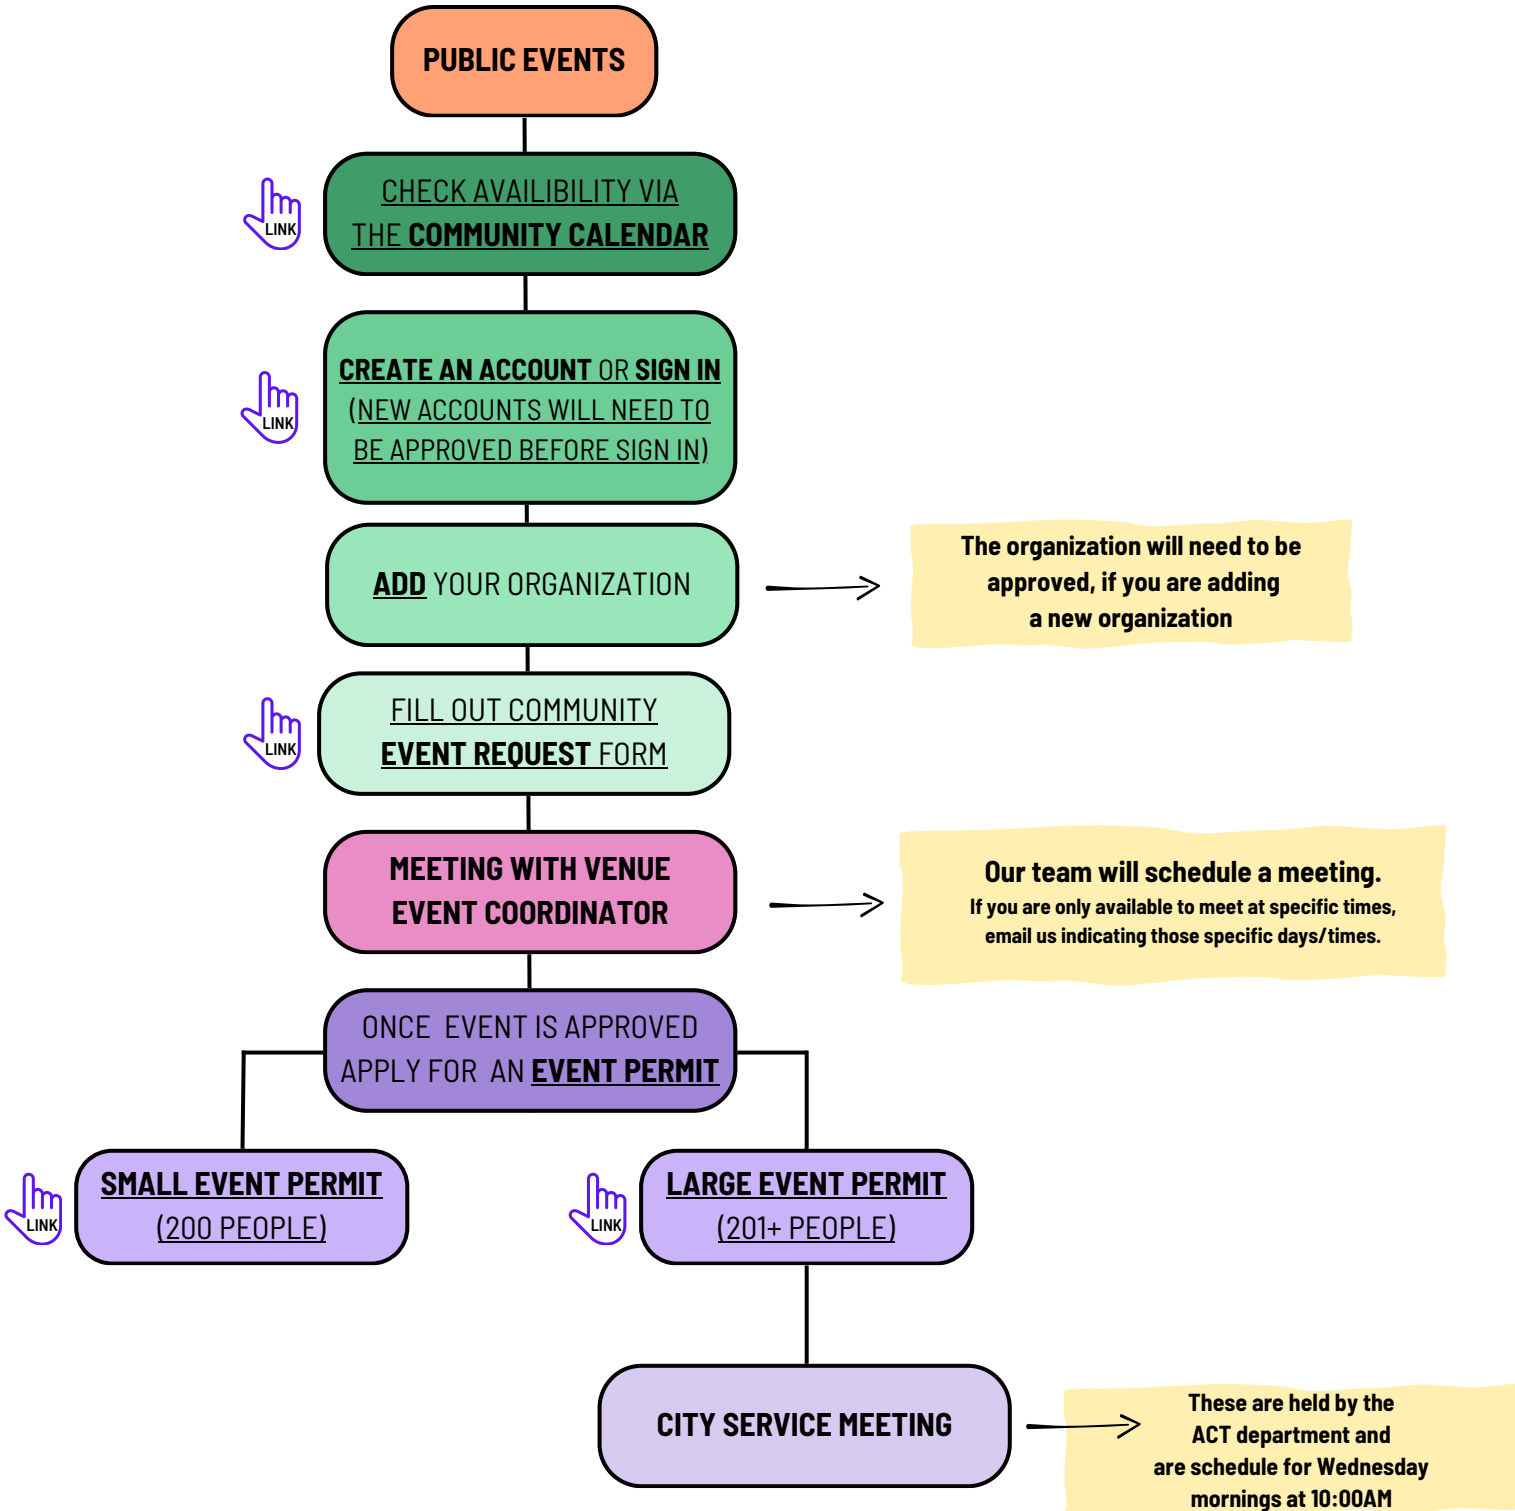 PUBLIC EVENTS
CHECK AVAILIBILITY VIA
THE COMMUNITY CALENDAR
LINK
CREATE AN ACCOUNT OR SIGN IN
(NEW ACCOUNTS WILL NEED TO
BE APPROVED BEFORE SIGN IN)
LINK
ADD YOUR ORGANIZATION
The organization will need to be
approved, if you are adding
a new organization
FILL OUT COMMUNITY
EVENT REQUEST FORM
LINK
MEETING WITH VENUE
EVENT COORDINATOR
Our team will schedule a meeting.
If you are only available to meet at specific times,
email us indicating those specific days/times.
ONCE EVENT IS APPROVED
APPLY FOR AN EVENT PERMIT
SMALL EVENT PERMIT
(200 PEOPLE)
LINK
LARGE EVENT PERMIT
(201+ PEOPLE)
LINK
CITY SERVICE MEETING
These are held by the
ACT department and
are schedule for Wednesday
mornings at 10:00AM